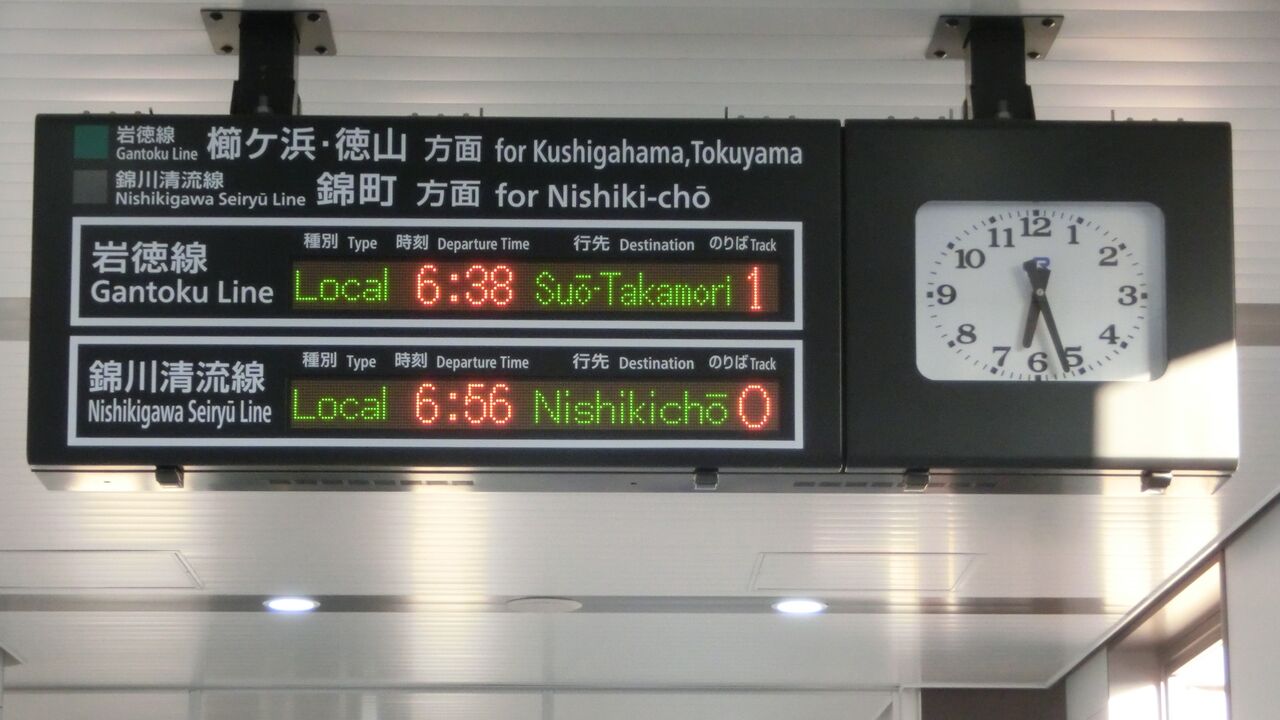 岩徳線 Gantoku Line 櫛ケ浜・徳山 方面 for Kushigahama,Tokuyama
錦川清流線 Nishikigawa Seiryū Line 錦町 方面 for Nishiki-chō
種別 Type 時刻 Departure Time 行先 Destination のりば Track
岩徳線
Gantoku Line
Local 6:38 Suō-Takamori 1
種別 Type 時刻 Departure Time 行先 Destination のりば Track
錦川清流線
Nishikigawa Seiryū Line
Local 6:56 Nishikichō 0
12
11 1
10 2
9 3
8 4
7 5
6